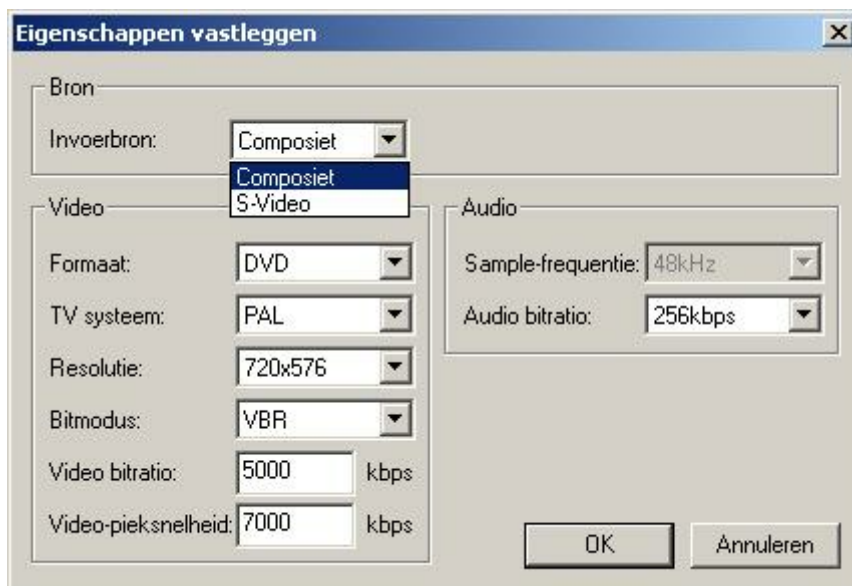 Eigenschappen vastleggen
Bron
Invoerbron: Composiet
Composiet
S-Video
Video
Formaat: DVD
TV systeem: PAL
Resolutie: 720x576
Bitmodus: VBR
Video bitratio: 5000 kbps
Video-pieksnelheid: 7000 kbps
Audio
Sample-frequentie: 48kHz
Audio bitratio: 256kbps
OK
Annuleren